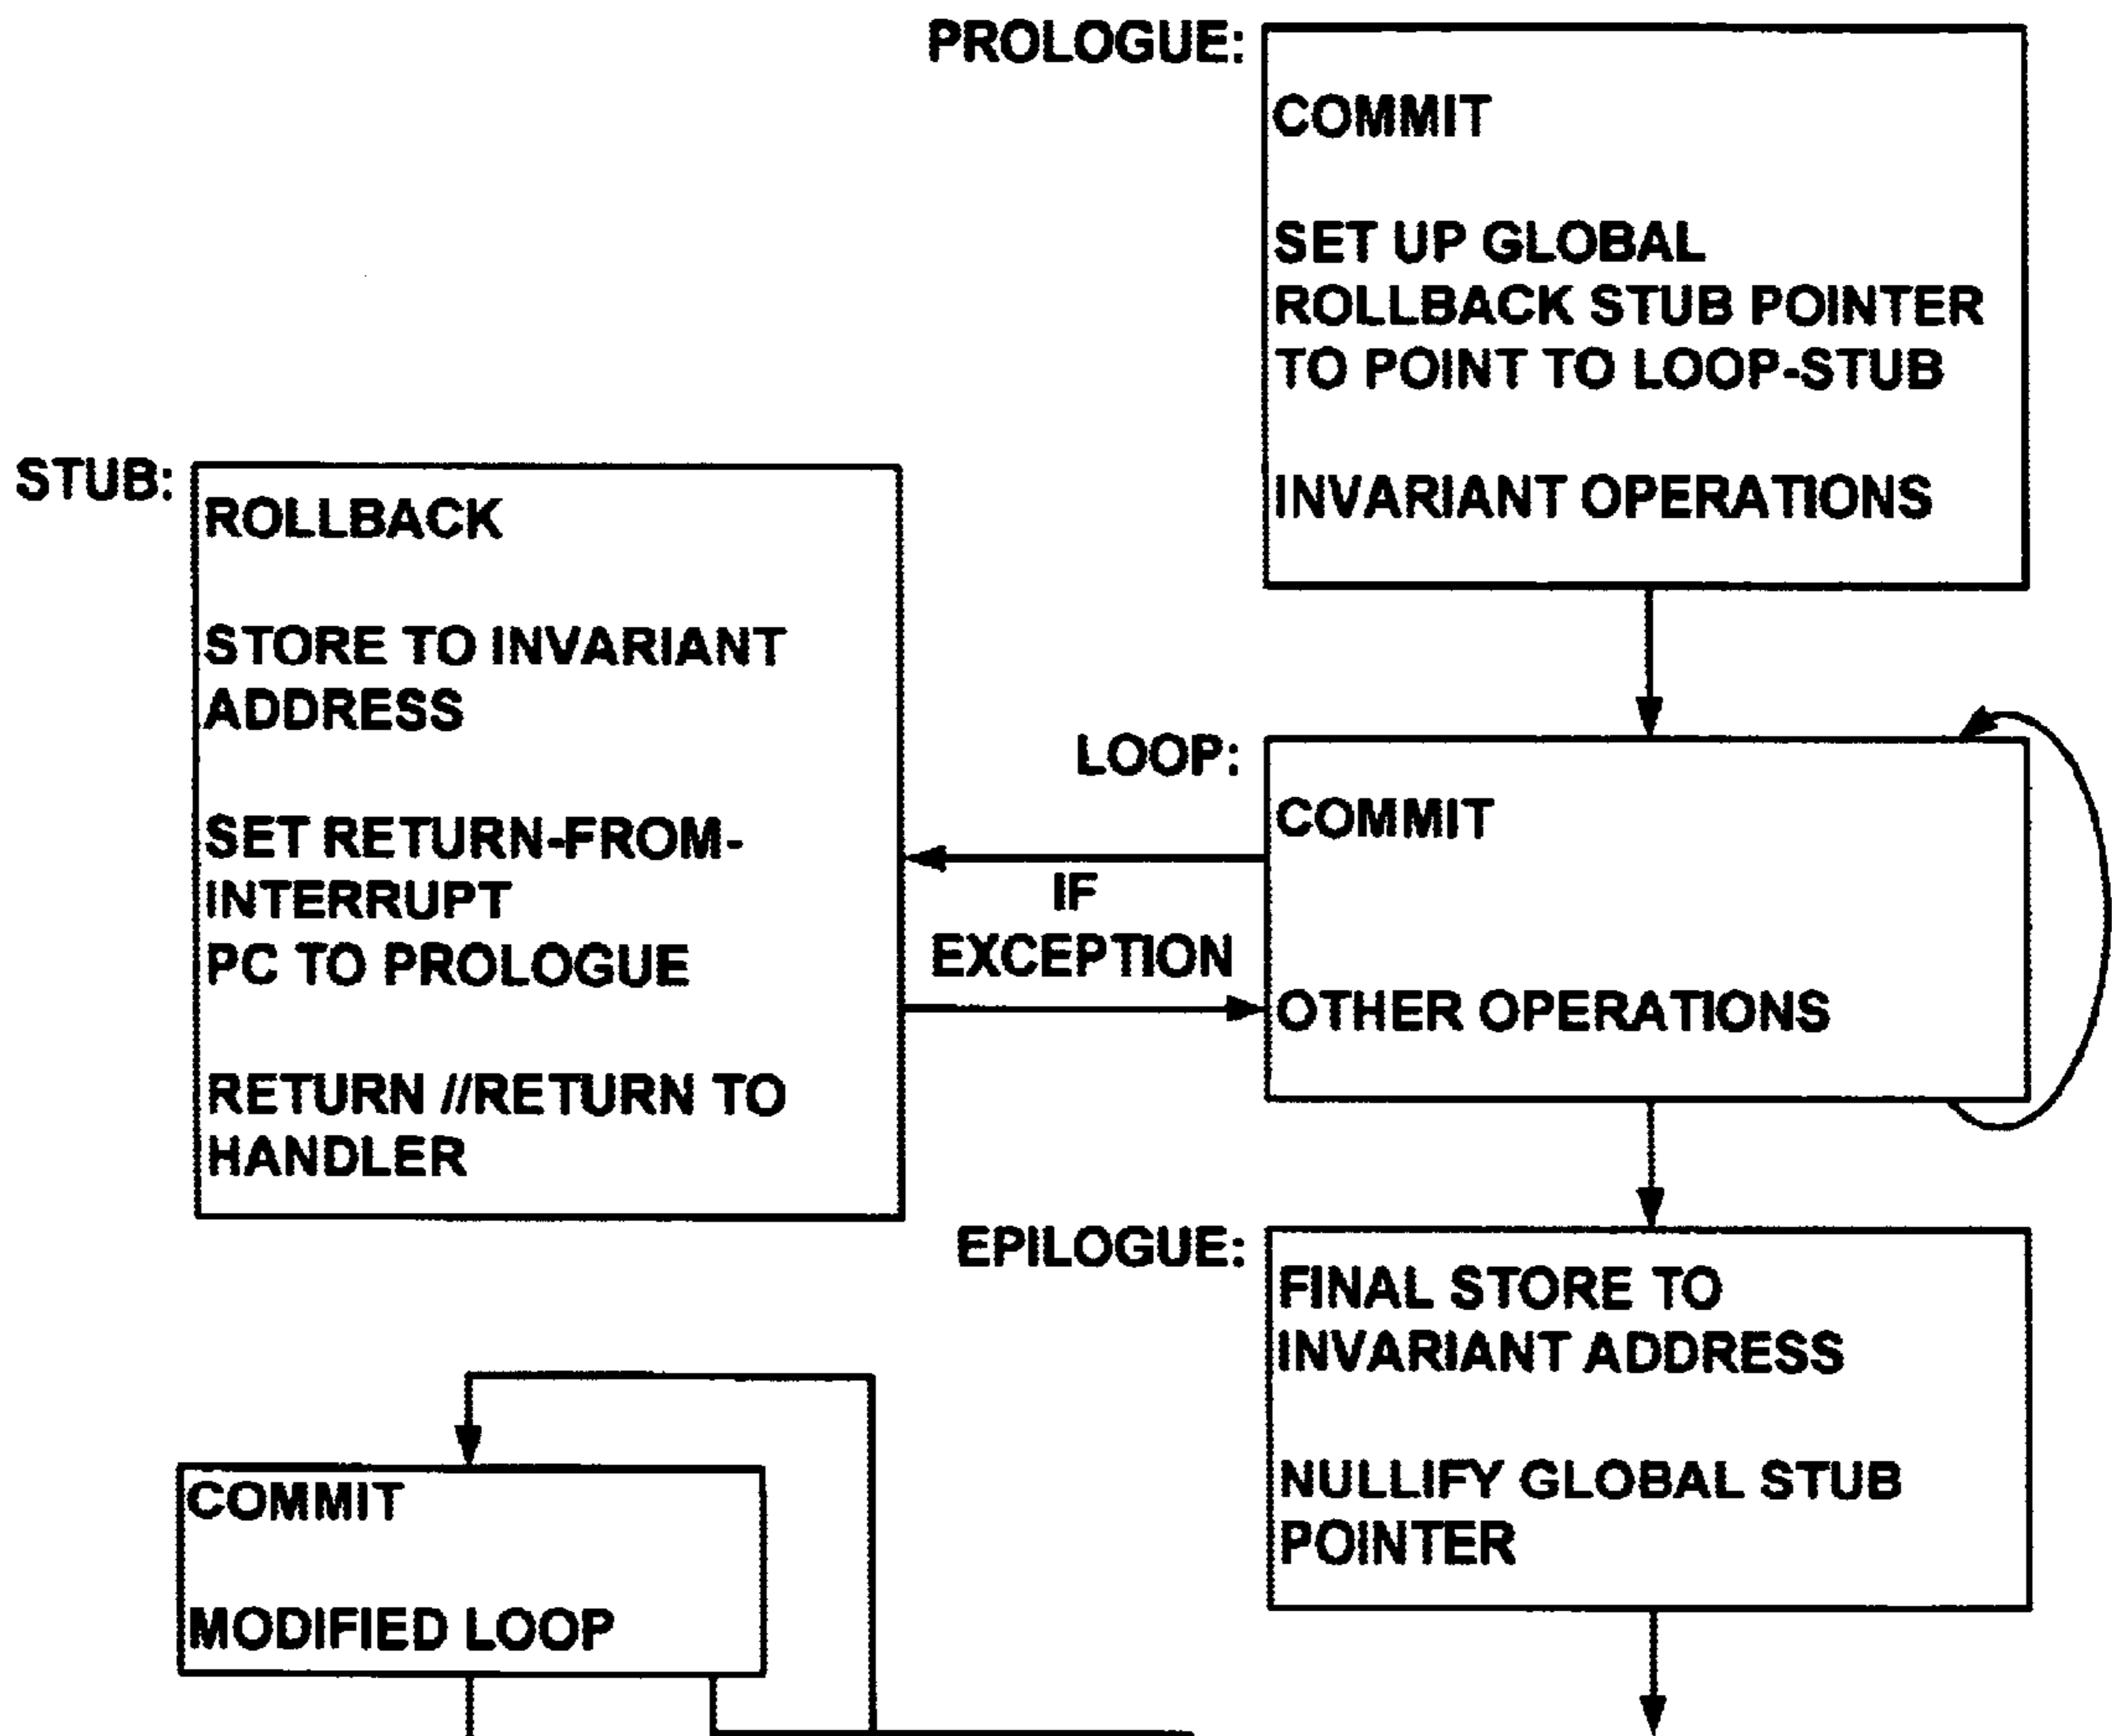 PROLOGUE:
COMMIT
SET UP GLOBAL
ROLLBACK STUB POINTER
TO POINT TO LOOP-STUB
INVARIANT OPERATIONS
STUB:
ROLLBACK
STORE TO INVARIANT
ADDRESS
SET RETURN-FROM-
INTERRUPT
PC TO PROLOGUE
RETURN //RETURN TO
HANDLER
LOOP:
COMMIT
OTHER OPERATIONS
IF
EXCEPTION
EPILOGUE:
FINAL STORE TO
INVARIANT ADDRESS
NULLIFY GLOBAL STUB
POINTER
COMMIT
MODIFIED LOOP